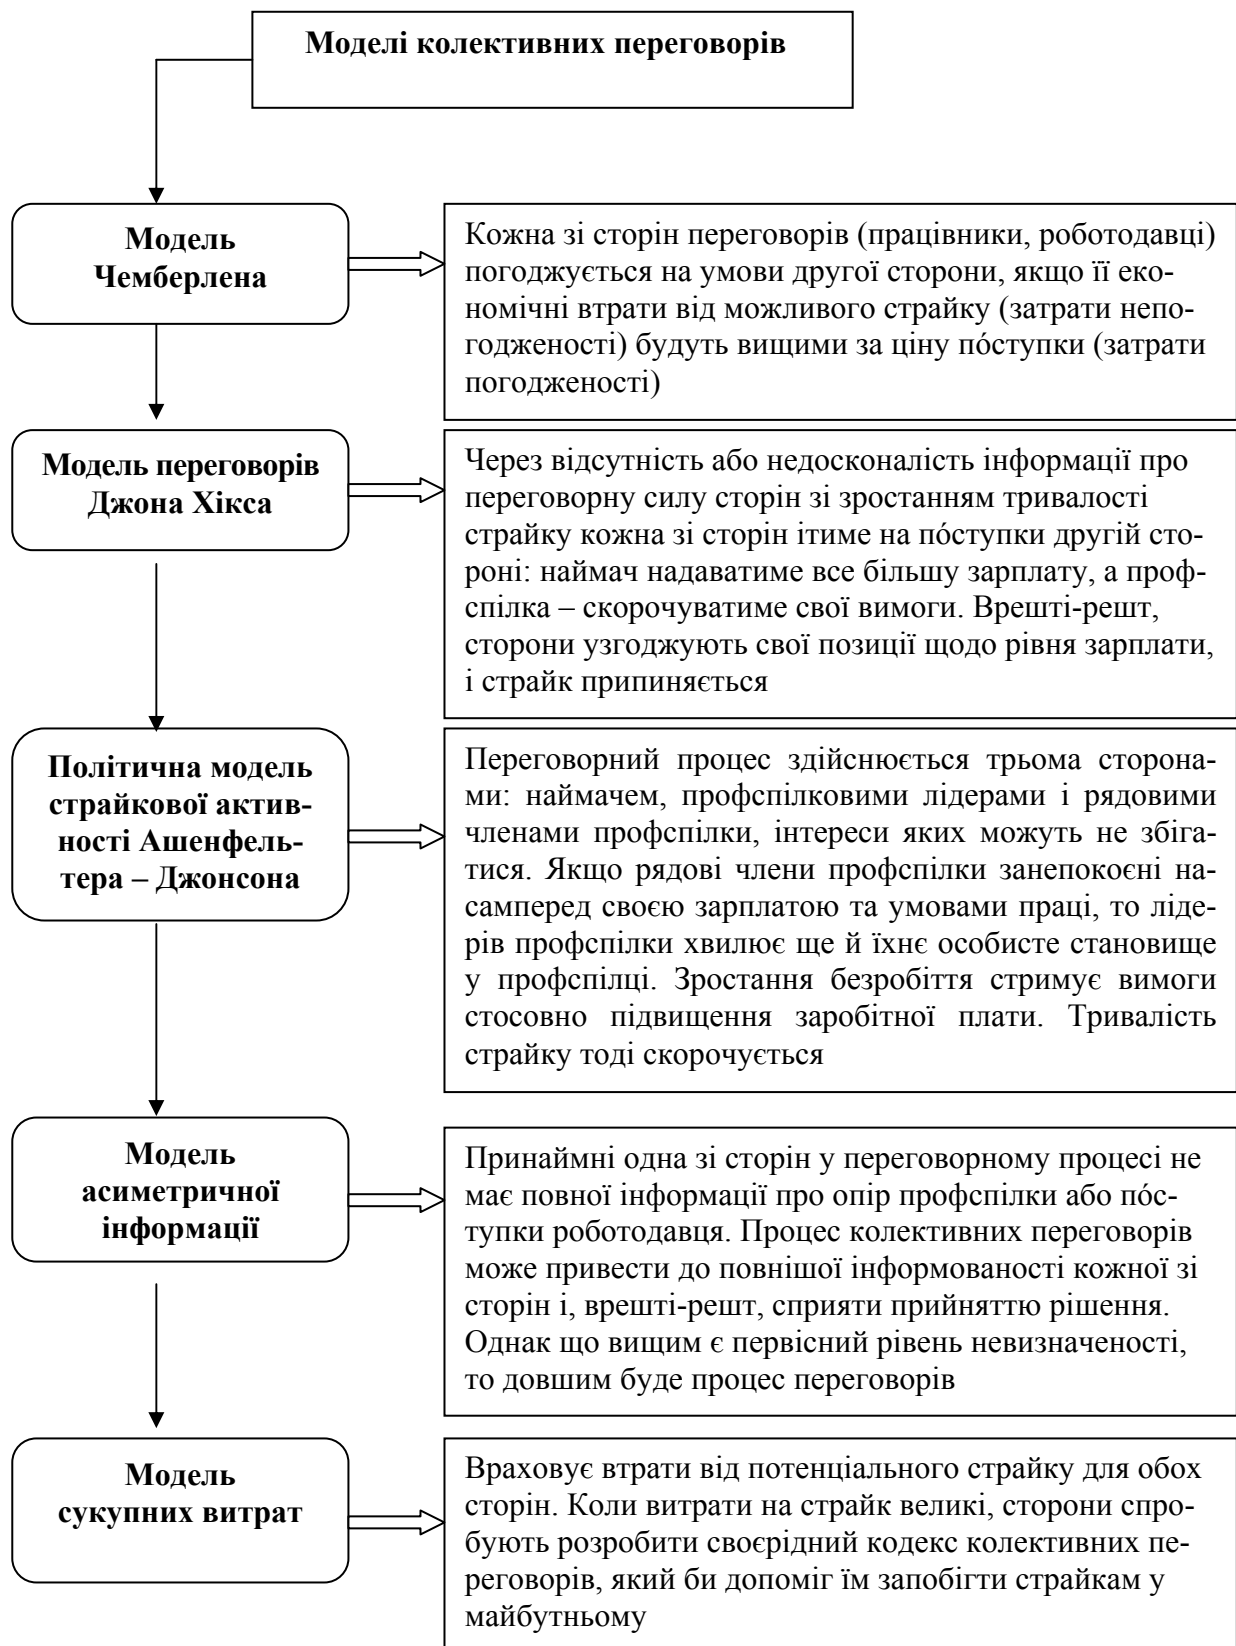 Моделі колективних переговорів
Модель
Чемберлена
Кожна зі сторін переговорів (працівники, роботодавці)
погоджується на умови другої сторони, якщо її еко-
номічні втрати від можливого страйку (затрати непо-
годженості) будуть вищими за ціну пóступки (затрати
погодженості)
Модель переговорів
Джона Хікса
Через відсутність або недосконалість інформації про
переговорну силу сторін зі зростанням тривалості
страйку кожна зі сторін ітиме на пóступки другій сто-
роні: наймач надаватиме все більшу зарплату, а проф-
спілка – скорочуватиме свої вимоги. Врешті-решт,
сторони узгоджують свої позиції щодо рівня зарплати,
і страйк припиняється
Політична модель
страйкової актив-
ності Ашенфель-
тера – Джонсона
Переговорний процес здійснюється трьома сторона-
ми: наймачем, профспілковими лідерами і рядовими
членами профспілки, інтереси яких можуть не збіга-
тися. Якщо рядові члени профспілки занепокоєні на-
самперед своєю зарплатою та умовами праці, то ліде-
рів профспілки хвилює ще й їхнє особисте становище
у профспілці. Зростання безробіття стримує вимоги
стосовно підвищення заробітної плати. Тривалість
страйку тоді скорочується
Модель
асиметричної
інформації
Принаймні одна зі сторін у переговорному процесі не
має повної інформації про опір профспілки або пóс-
тупки роботодавця. Процес колективних переговорів
може привести до повнішої інформованості кожної зі
сторін і, врешті-решт, сприяти прийняттю рішення.
Однак що вищим є первісний рівень невизначеності,
то довшим буде процес переговорів
Модель
сукупних витрат
Враховує втрати від потенціального страйку для обох
сторін. Коли витрати на страйк великі, сторони спро-
бують розробити своєрідний кодекс колективних пе-
реговорів, який би допоміг їм запобігти страйкам у
майбутньому